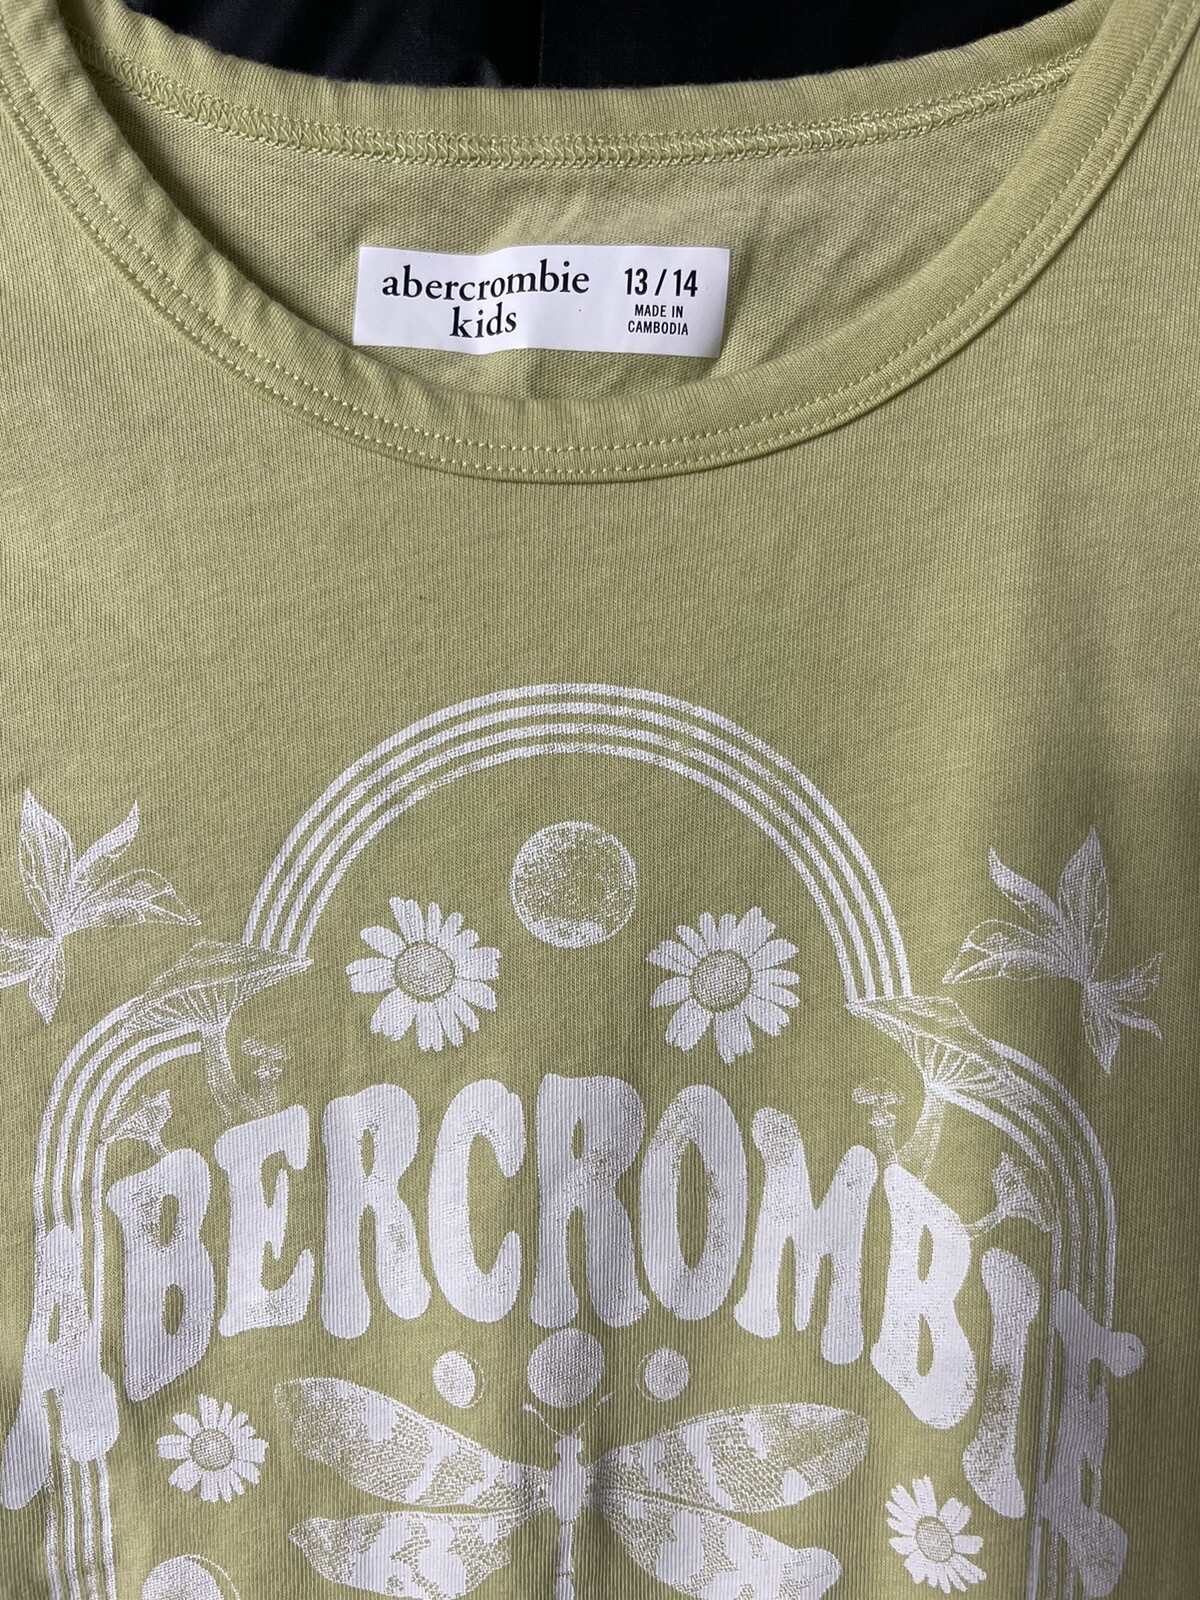 abercrombie
kids
13 / 14
MADE IN
CAMBODIA
ABERCROMBIE